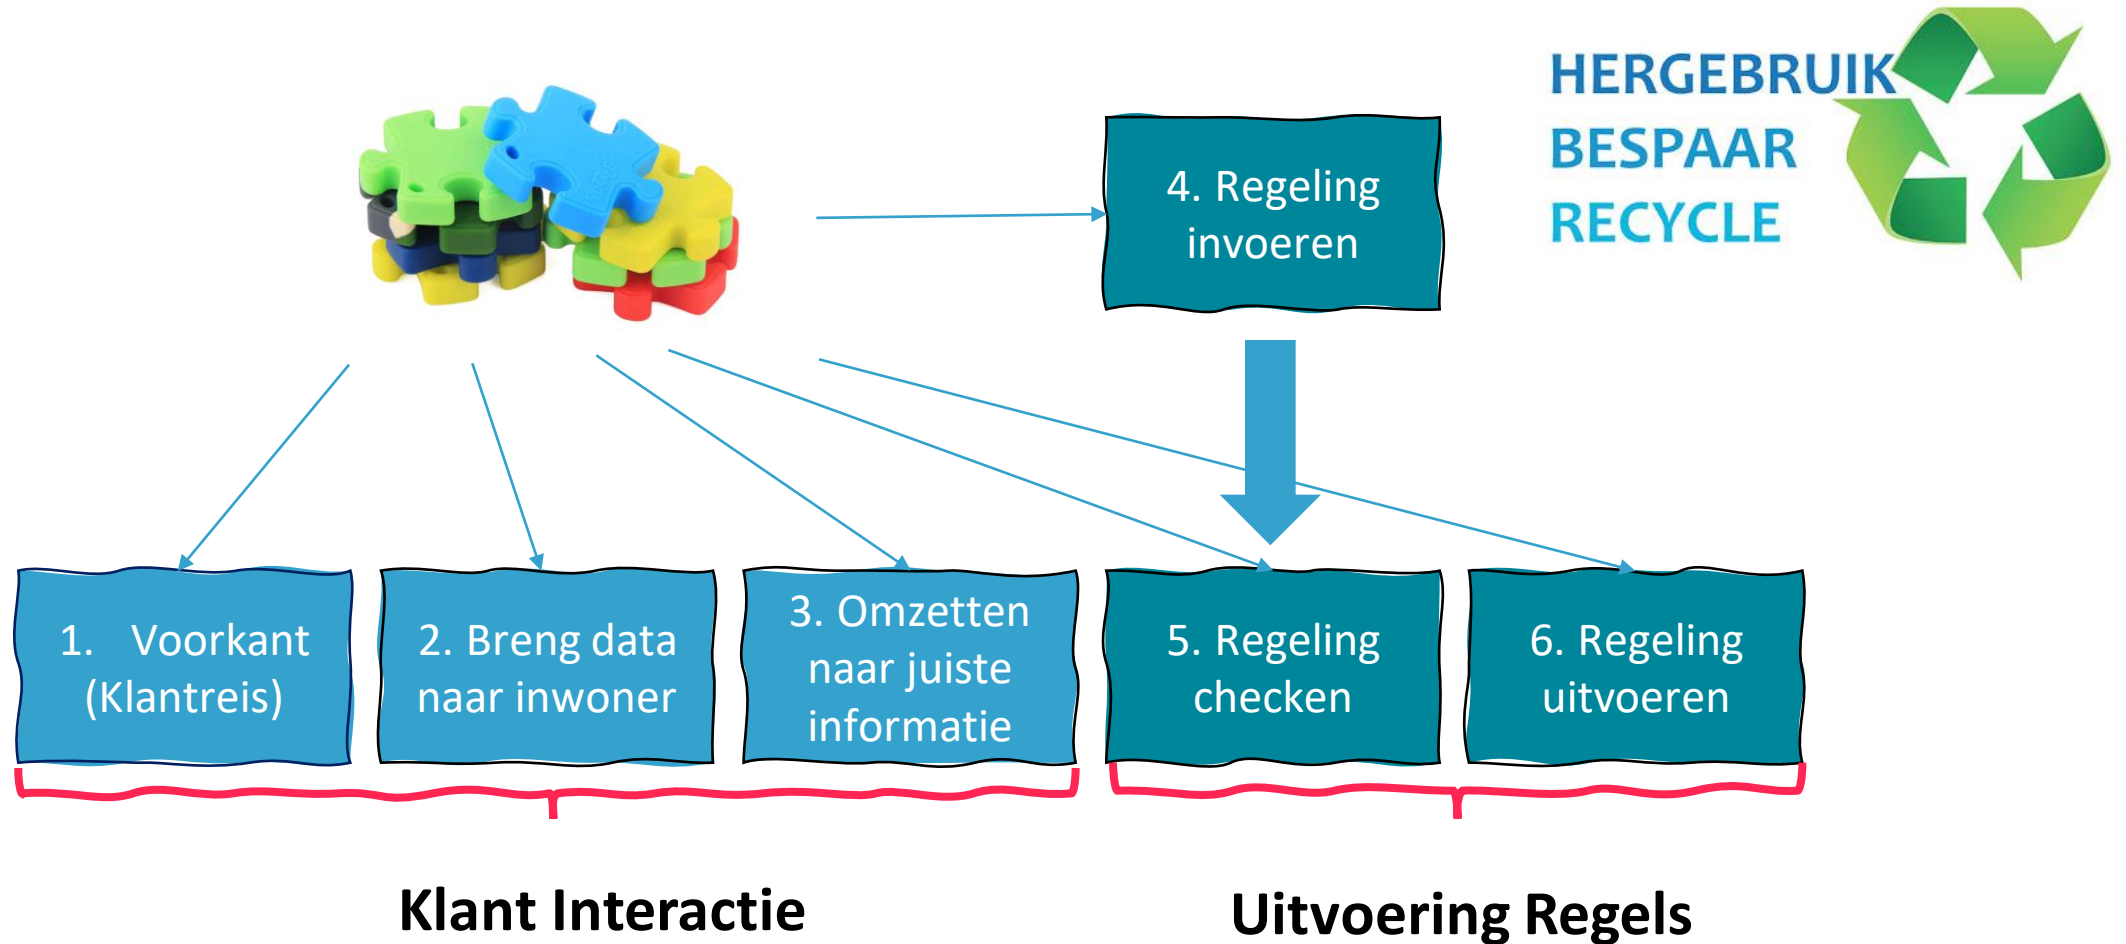 HERGEBRUIK
BESPAAR
RECYCLE
4. Regeling
invoeren
1. Voorkant
(Klantreis)
2. Breng data
naar inwoner
3. Omzetten
naar juiste
informatie
5. Regeling
checken
6. Regeling
uitvoeren
Klant Interactie
Uitvoering Regels